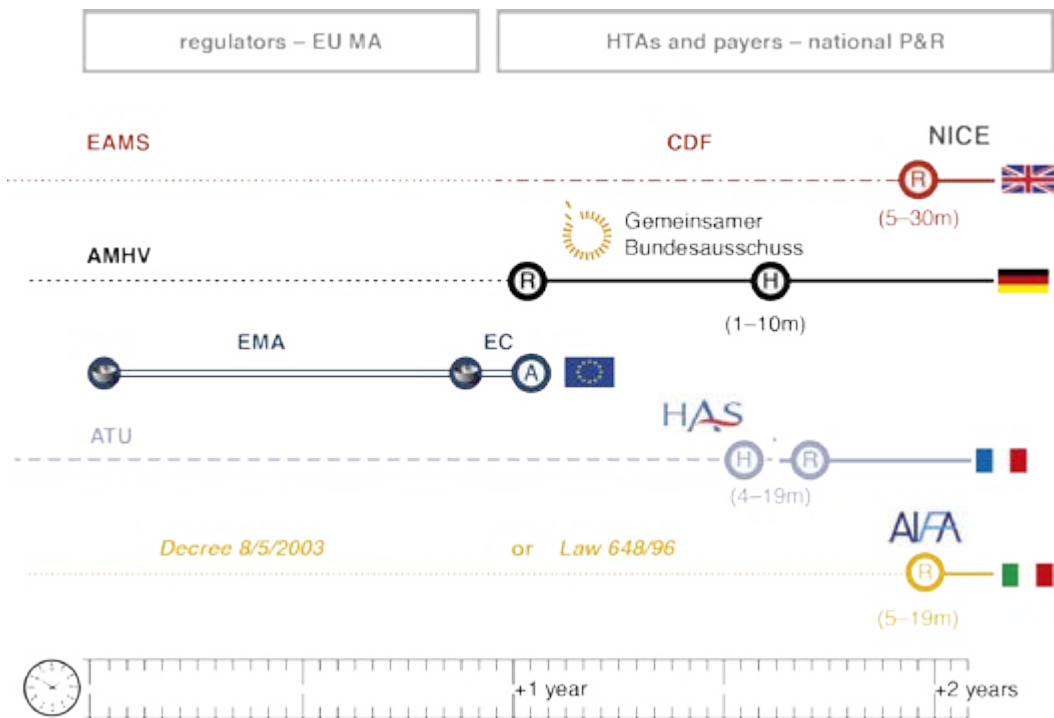 regulators – EU MA
HTAs and payers – national P&R
EAMS
CDF
NICE
R
(5–30m)
Gemeinsamer
Bundesausschuss
AMHV
R
H
(1–10m)
EMA
EC
A
HAS
ATU
H
R
(4–19m)
AIFA
Decree 8/5/2003
or
Law 648/96
R
(5–19m)
+1 year
+2 years